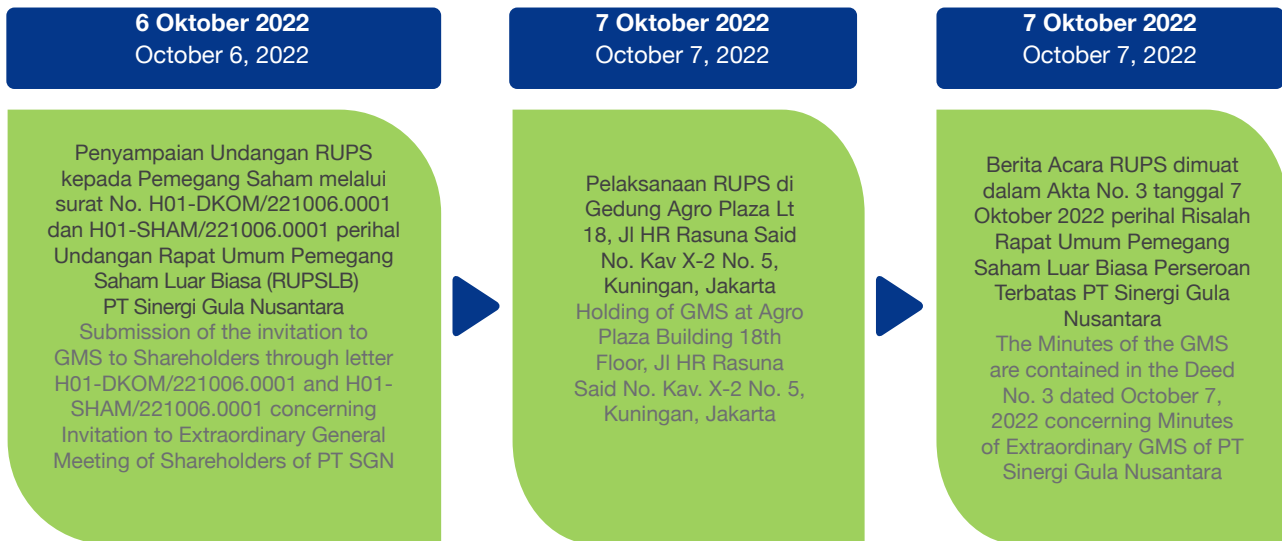 6 Oktober 2022
October 6, 2022
Penyampaian Undangan RUPS
kepada Pemegang Saham melalui
surat No. H01-DKOM/221006.0001
dan H01-SHAM/221006.0001 perihal
Undangan Rapat Umum Pemegang
Saham Luar Biasa (RUPSLB)
PT Sinergi Gula Nusantara
Submission of the invitation to
GMS to Shareholders through letter
H01-DKOM/221006.0001 and H01-
SHAM/221006.0001 concerning
Invitation to Extraordinary General
Meeting of Shareholders of PT SGN
7 Oktober 2022
October 7, 2022
Pelaksanaan RUPS di
Gedung Agro Plaza Lt
18, Jl HR Rasuna Said
No. Kav X-2 No. 5,
Kuningan, Jakarta
Holding of GMS at Agro
Plaza Building 18th
Floor, Jl HR Rasuna
Said No. Kav. X-2 No. 5,
Kuningan, Jakarta
7 Oktober 2022
October 7, 2022
Berita Acara RUPS dimuat
dalam Akta No. 3 tanggal 7
Oktober 2022 perihal Risalah
Rapat Umum Pemegang
Saham Luar Biasa Perseroan
Terbatas PT Sinergi Gula
Nusantara
The Minutes of the GMS
are contained in the Deed
No. 3 dated October 7,
2022 concerning Minutes
of Extraordinary GMS of PT
Sinergi Gula Nusantara